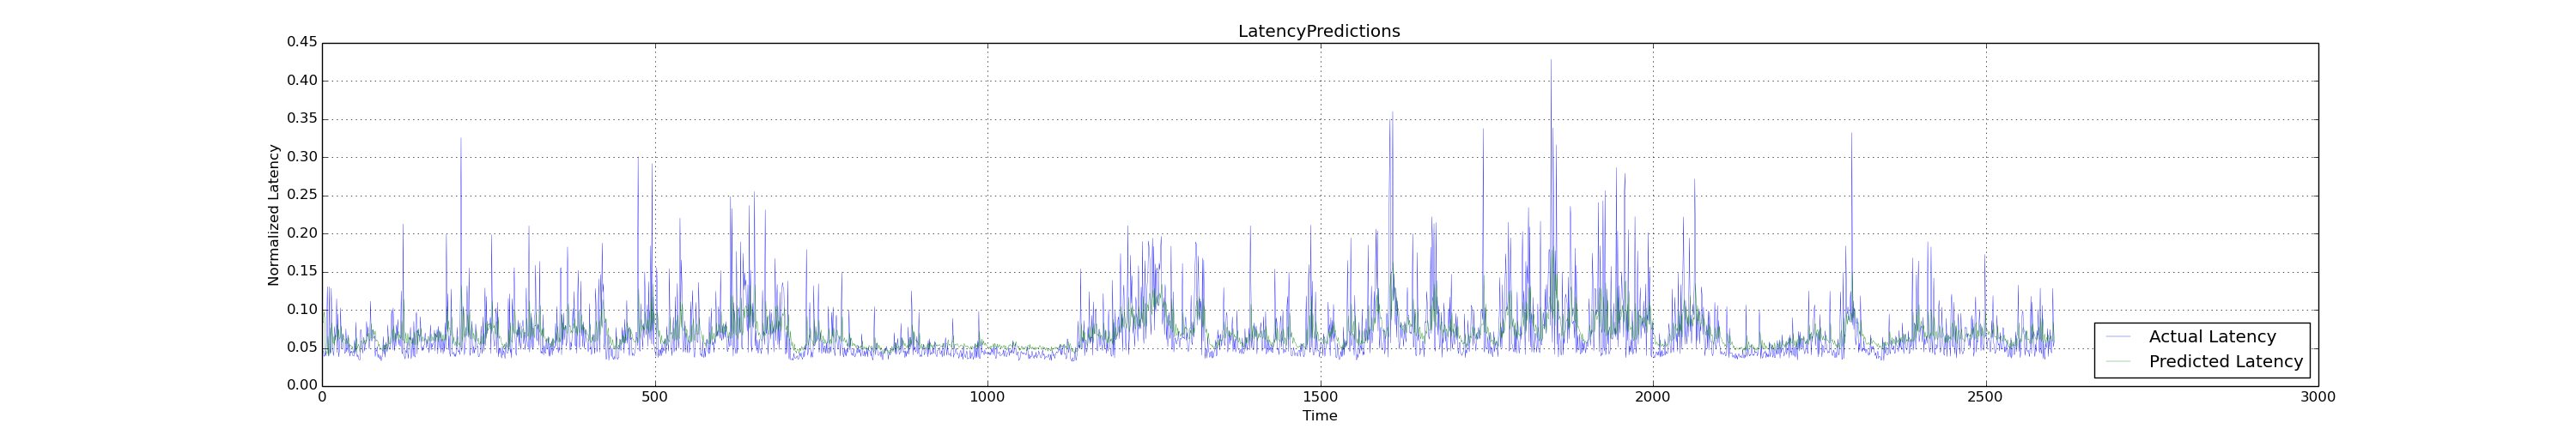 LatencyPredictions
Normalized Latency
0.45
0.40
0.35
0.30
0.25
0.20
0.15
0.10
0.05
0.00
0 500 1000 1500 2000 2500 3000
Time
Actual Latency
Predicted Latency